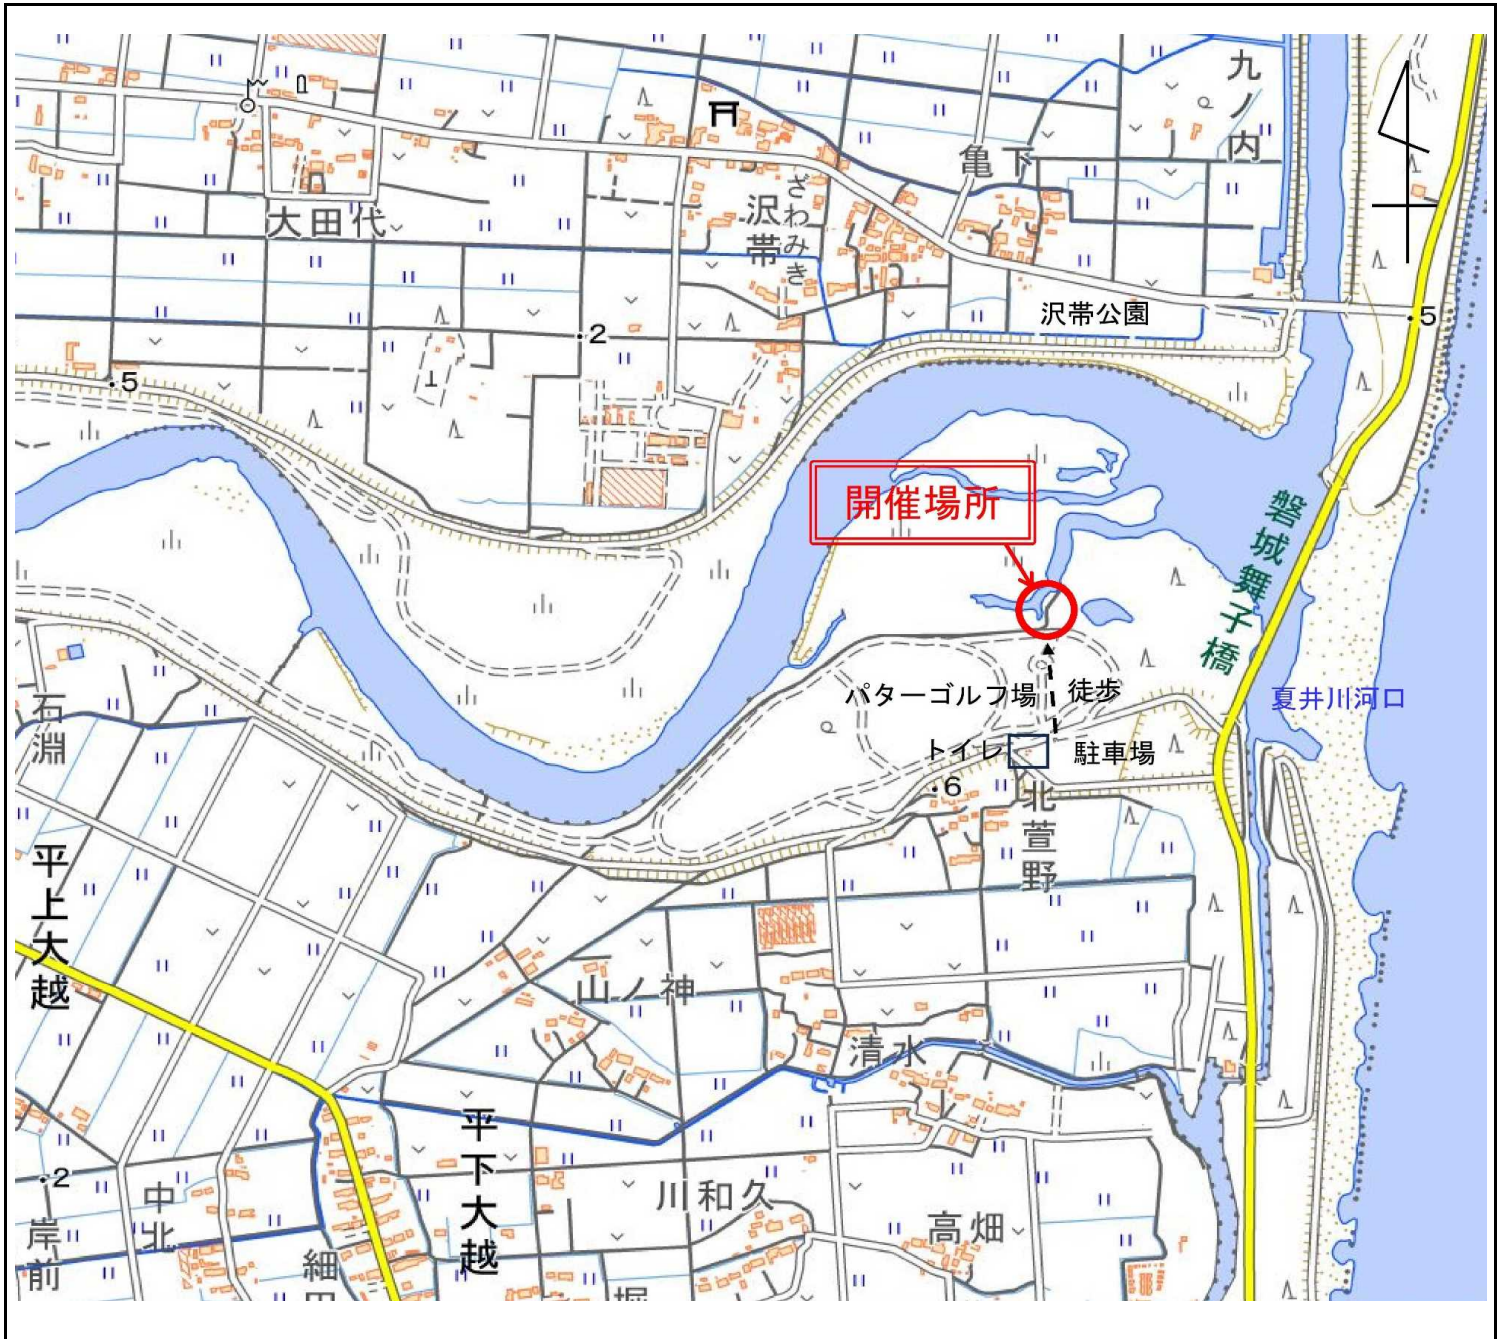 九ノ内
亀下
大田代
沢帯
ざわみき
沢帯公園
・5
・2
・5
開催場所
磐城舞子橋
石淵
パターゴルフ場
徒歩
夏井川河口
トイレ
駐車場
・6
北萱野
平上大越
山ノ神
清水
平下大越
・2
中北
川和久
高畑
岸前
細田
堀